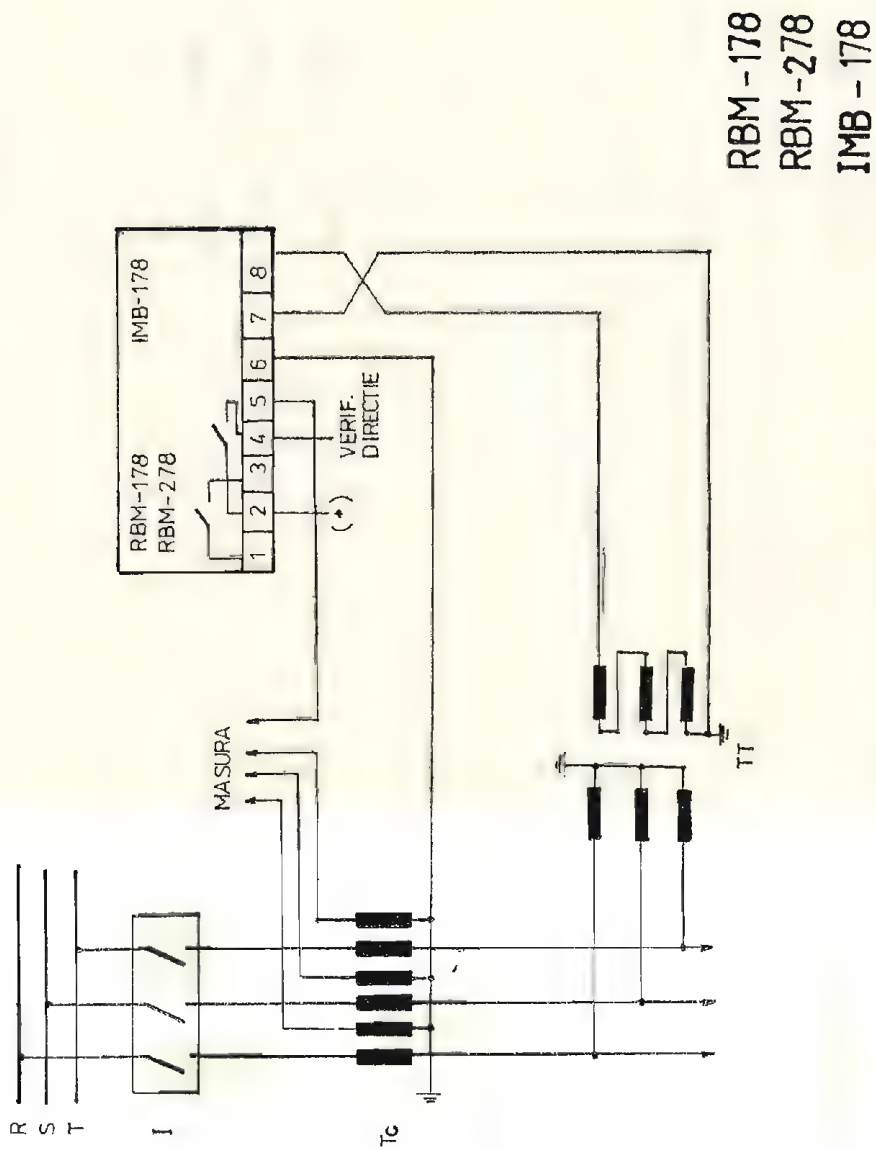 R
S
T
I
Tc
MASURA
RBM-178
RBM-278
IMB-178
1 2 3 4 5 6 7 8
(+)
VERIF.
DIRECTIE
TT
RBM-178
RBM-278
IMB-178